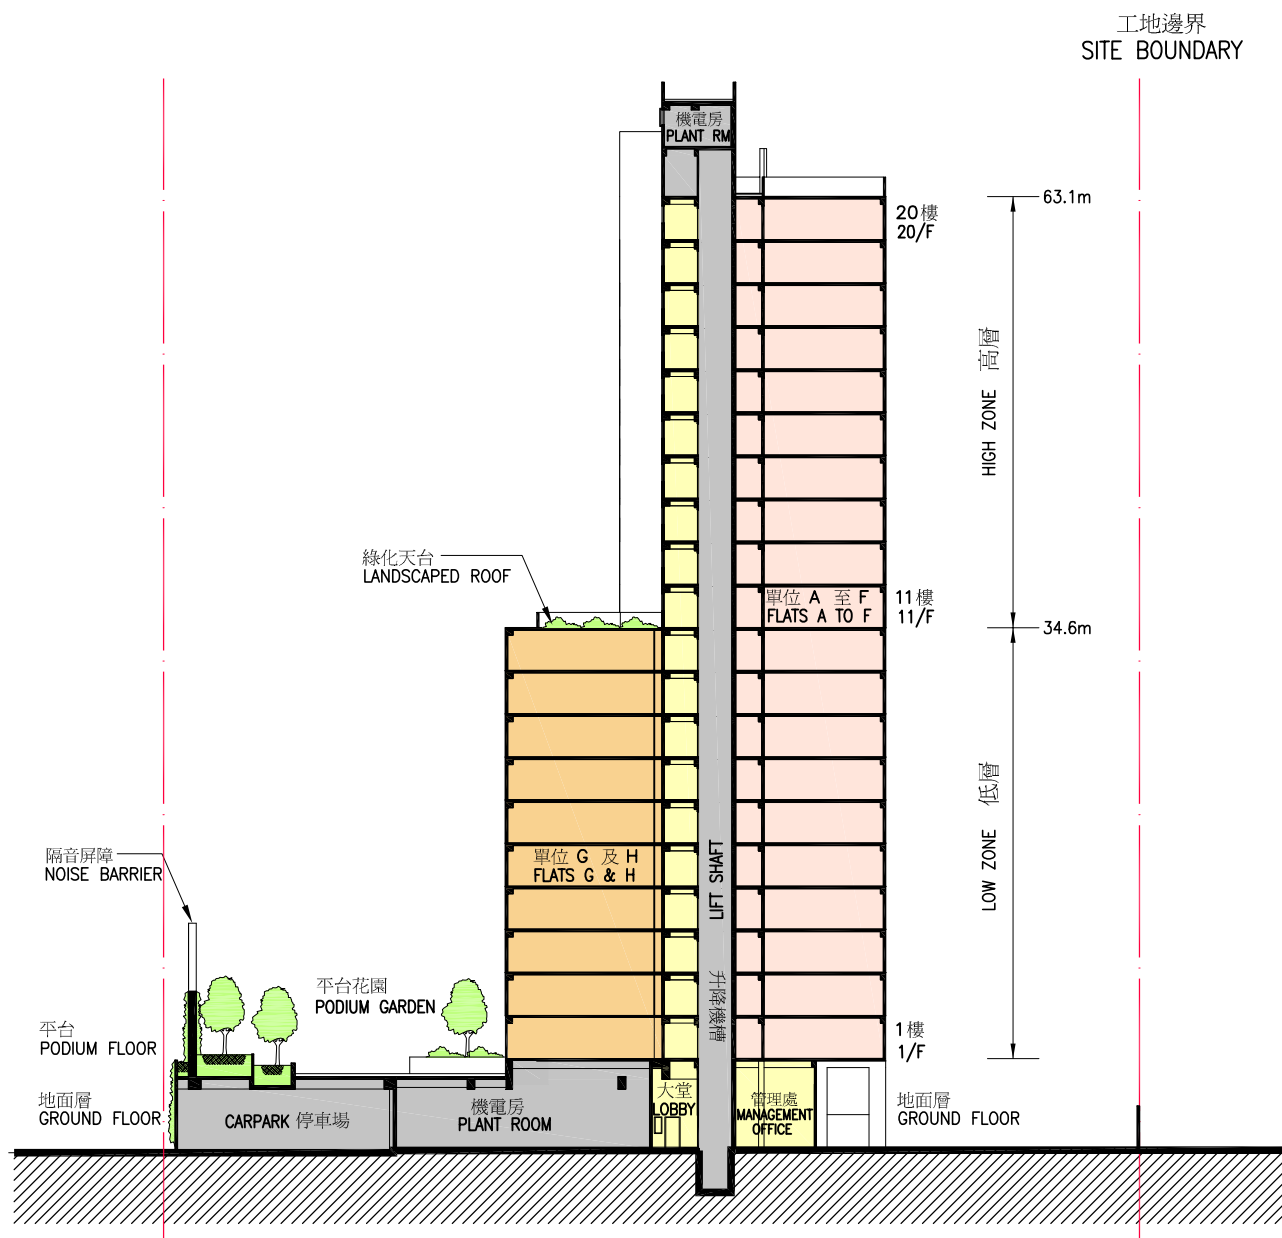 工地邊界
SITE BOUNDARY
機電房
PLANT RM
63.1m
20樓
20/F
HIGH ZONE 高層
綠化天台
LANDSCAPED ROOF
單位 A 至 F
FLATS A TO F
11樓
11/F
34.6m
LOW ZONE 低層
隔音屏障
NOISE BARRIER
單位 G 及 H
FLATS G & H
LIFT SHAFT
升降機槽
平台花園
PODIUM GARDEN
平台
PODIUM FLOOR
1樓
1/F
地面層
GROUND FLOOR
CARPARK 停車場
機電房
PLANT ROOM
大堂
LOBBY
管理處
MANAGEMENT
OFFICE
地面層
GROUND FLOOR